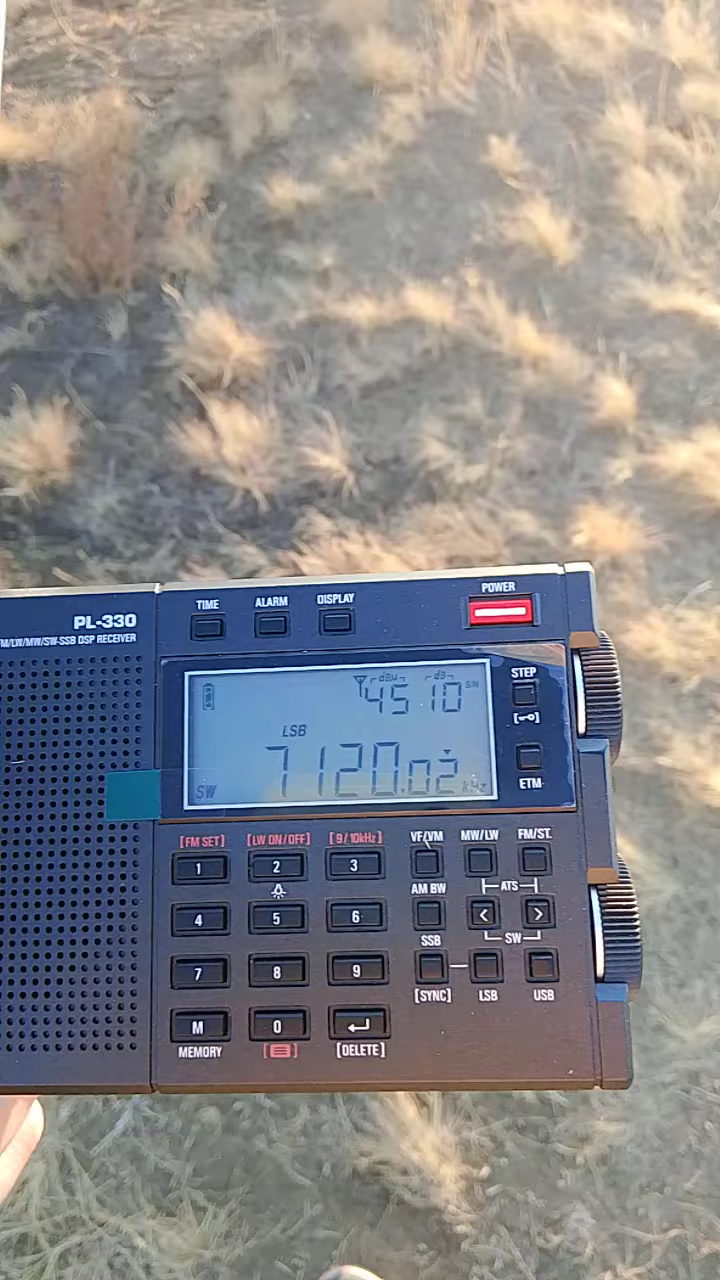 POWER
TIME ALARM DISPLAY
PL-330
FM/LW/MW/SW-SSB DSP RECEIVER
dBμ dB
45 10 S/N
LSB
SW 7120.02 kHz
STEP
ETM
[FM SET] [LW ON/OFF] [9/10kHz] VF/VM MW/LW FM/ST.
1 2 3
AM BW ATS
4 5 6 < >
SSB SW
7 8 9
[SYNC] LSB USB
M 0
MEMORY [DELETE]